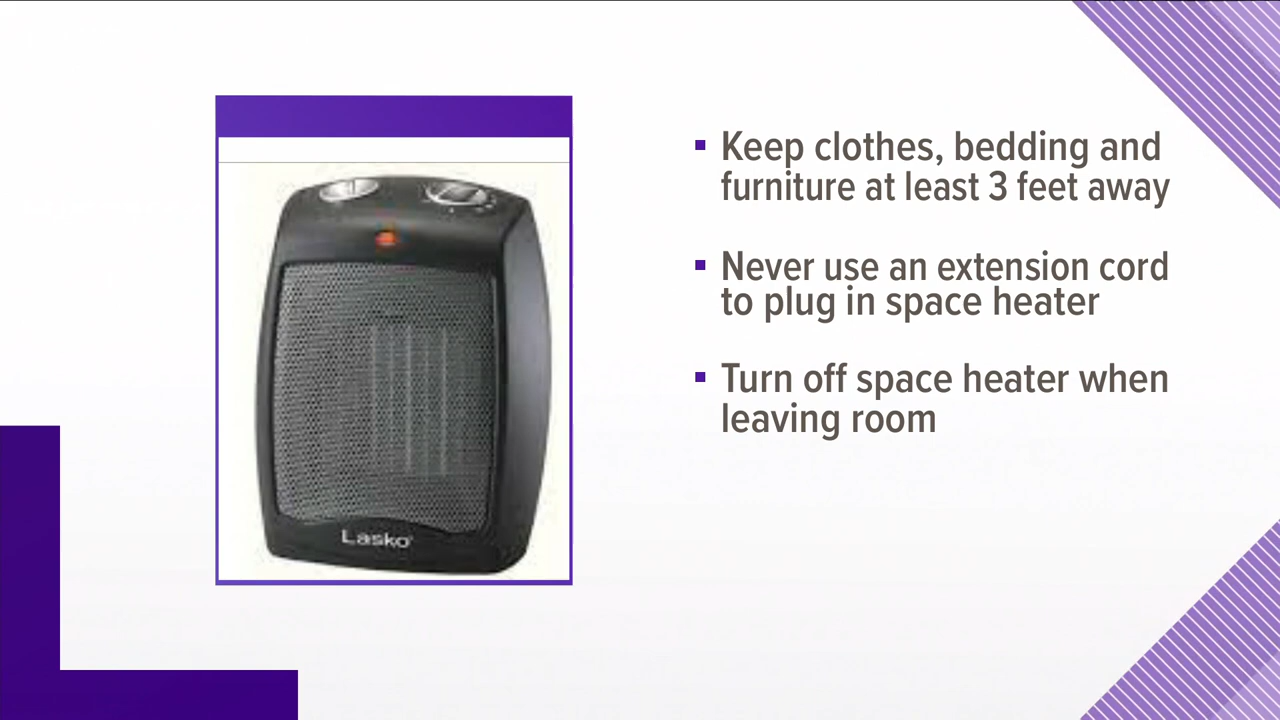 Keep clothes, bedding and
furniture at least 3 feet away
Never use an extension cord
to plug in space heater
Turn off space heater when
leaving room
Lasko